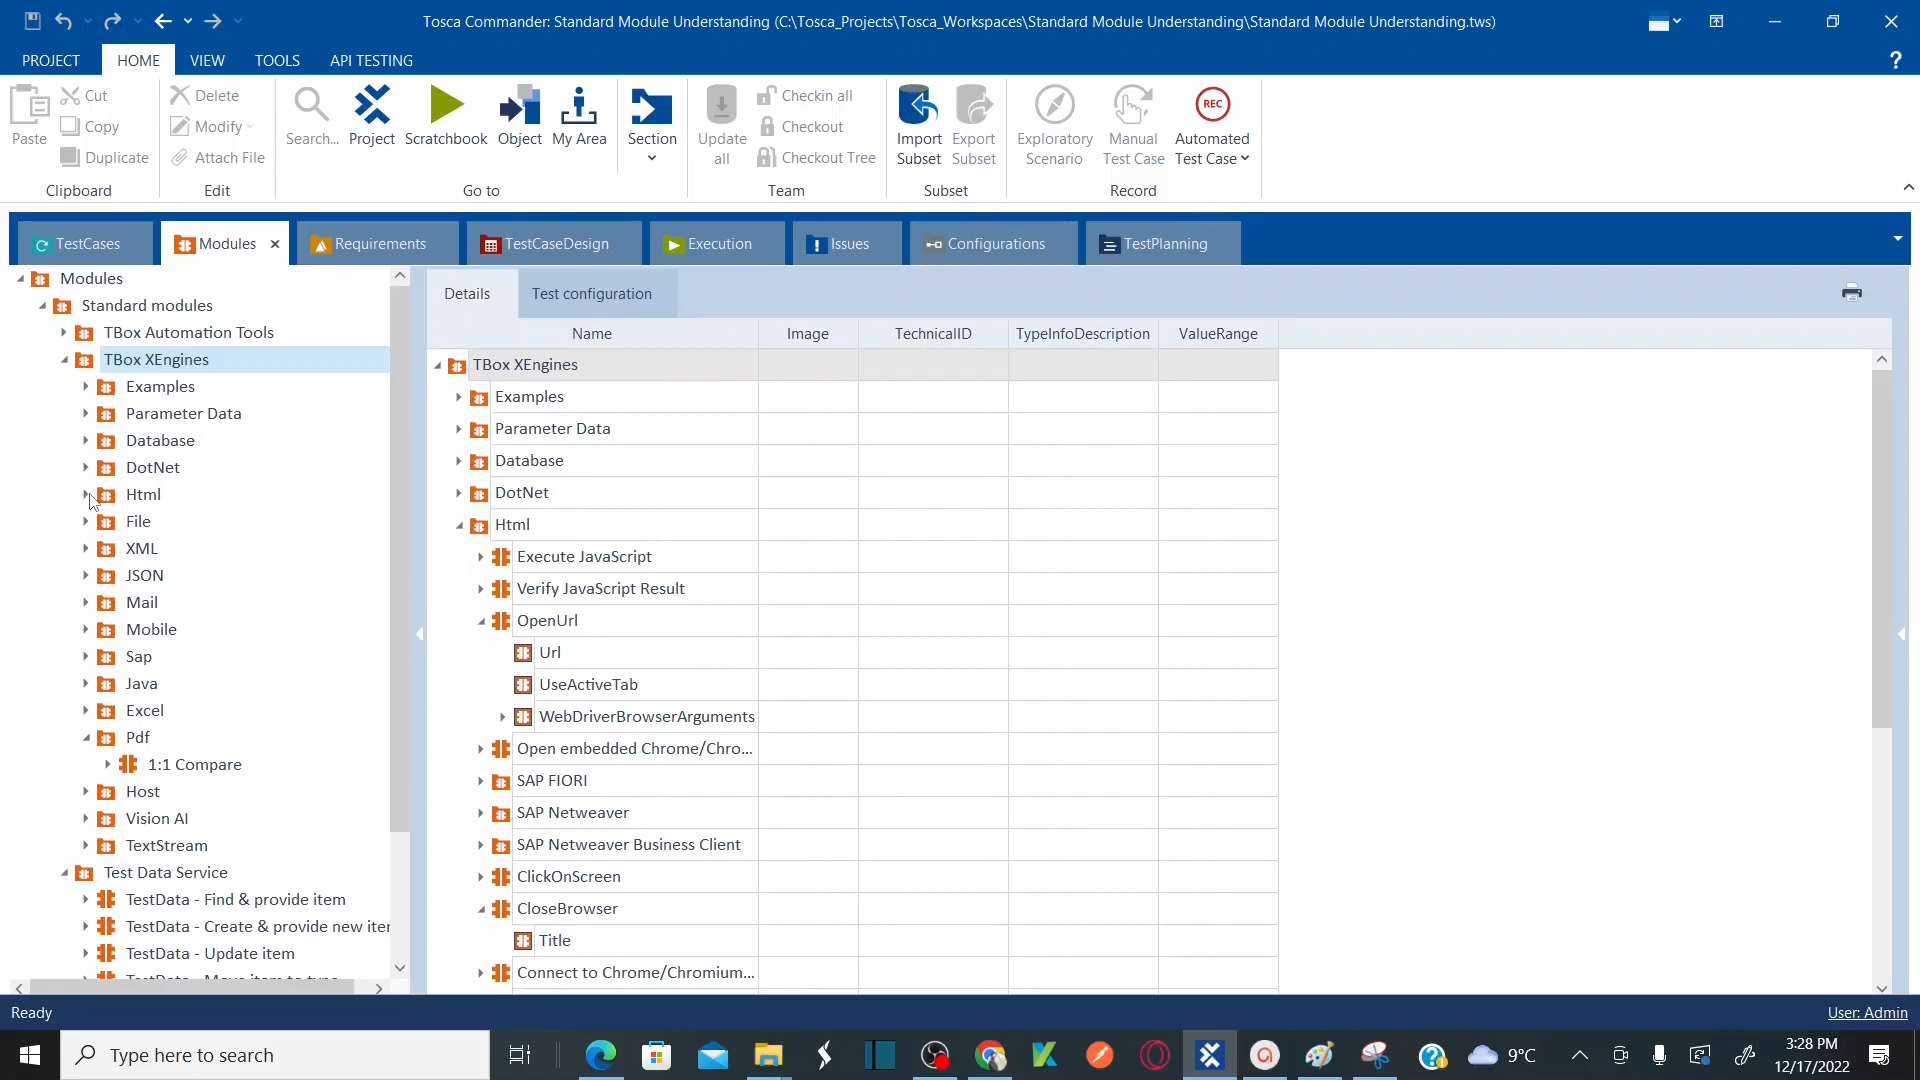 Tosca Commander: Standard Module Understanding (C:\Tosca_Projects\Tosca_Workspaces\Standard Module Understanding\Standard Module Understanding.tws)
PROJECT HOME VIEW TOOLS API TESTING ?
Paste
Cut
Copy
Duplicate
Clipboard
Delete
Modify
Attach File
Edit
Search...
Project
Scratchbook
Object
My Area
Section
Go to
Update all
Checkin all
Checkout
Checkout Tree
Team
Import Subset
Export Subset
Subset
Exploratory Scenario
Manual Test Case
REC
Automated Test Case
Record
TestCases Modules Requirements TestCaseDesign Execution Issues Configurations TestPlanning
Modules
Standard modules
TBox Automation Tools
TBox XEngines
Examples
Parameter Data
Database
DotNet
Html
File
XML
JSON
Mail
Mobile
Sap
Java
Excel
Pdf
1:1 Compare
Host
Vision AI
TextStream
Test Data Service
TestData - Find & provide item
TestData - Create & provide new iter
TestData - Update item
Details Test configuration
Name Image TechnicalID TypeInfoDescription ValueRange
TBox XEngines
Examples
Parameter Data
Database
DotNet
Html
Execute JavaScript
Verify JavaScript Result
OpenUrl
Url
UseActiveTab
WebDriverBrowserArguments
Open embedded Chrome/Chro...
SAP FIORI
SAP Netweaver
SAP Netweaver Business Client
ClickOnScreen
CloseBrowser
Title
Connect to Chrome/Chromium...
Ready User: Admin
Type here to search
9°C
3:28 PM
12/17/2022